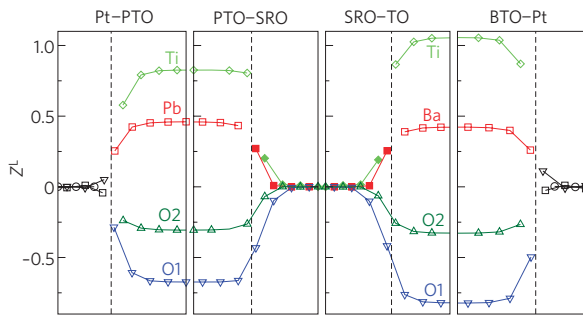 Pt–PTO PTO–SRO SRO–TO BTO–Pt
1.0
0.5
0
–0.5
Z^L
Ti
Pb
O2
O1
Ti
Ba
O2
O1